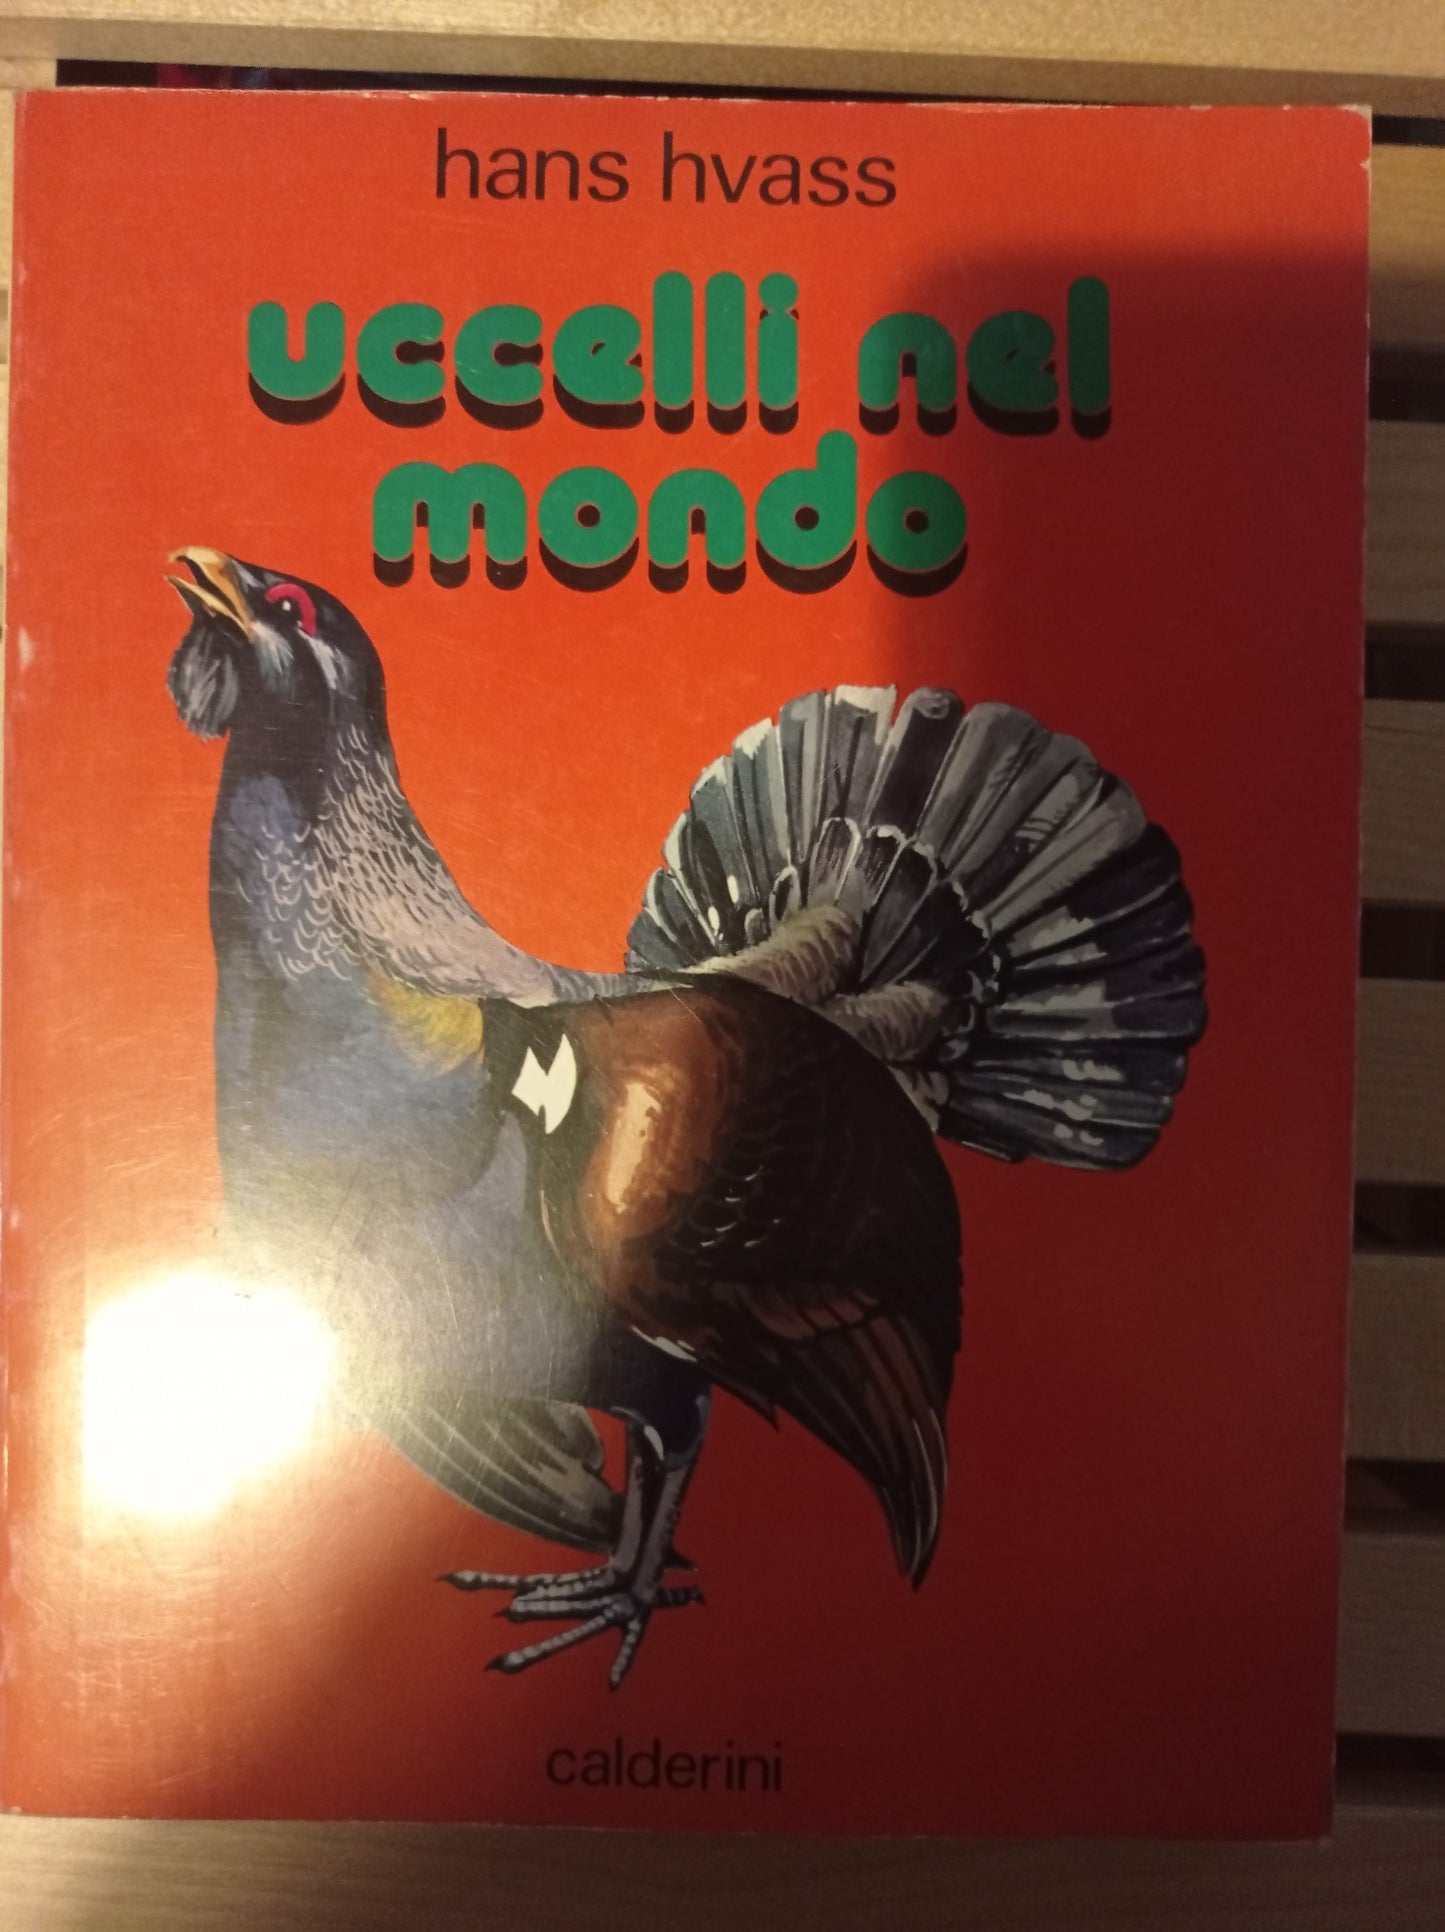 hans hvass
uccelli nel
mondo
calderini